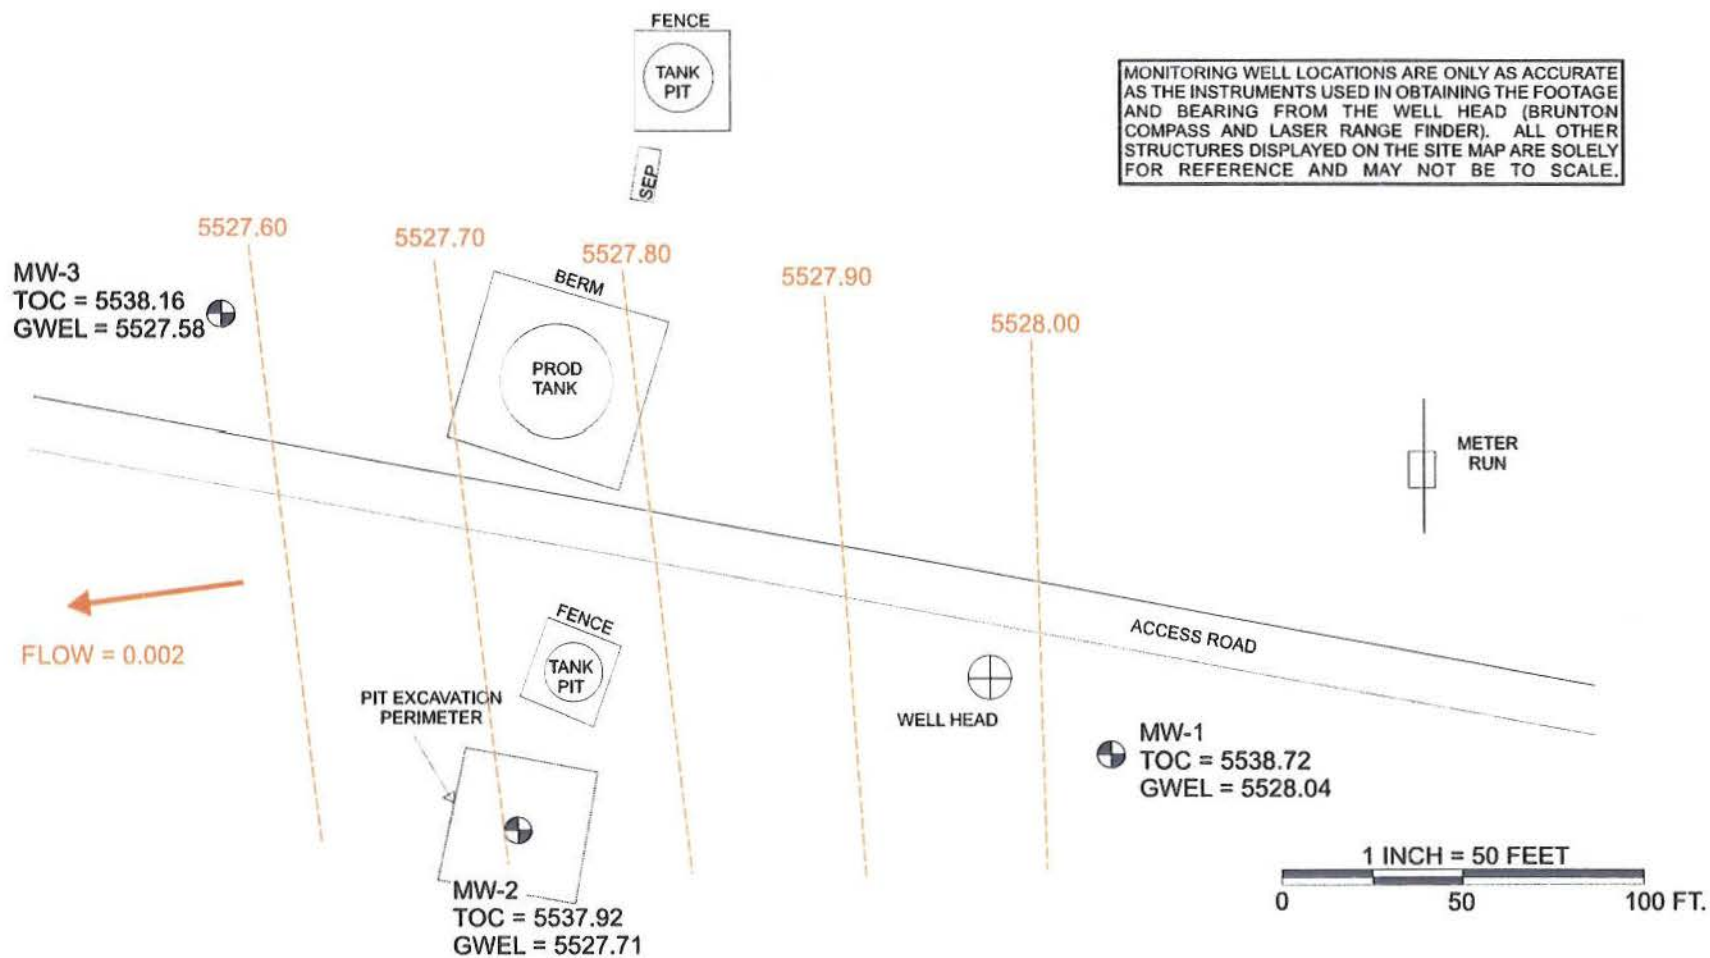 FENCE
TANK
PIT
MONITORING WELL LOCATIONS ARE ONLY AS ACCURATE
AS THE INSTRUMENTS USED IN OBTAINING THE FOOTAGE
AND BEARING FROM THE WELL HEAD (BRUNTON
COMPASS AND LASER RANGE FINDER). ALL OTHER
STRUCTURES DISPLAYED ON THE SITE MAP ARE SOLELY
FOR REFERENCE AND MAY NOT BE TO SCALE.
SEP
5527.60
5527.70
5527.80
5527.90
5528.00
MW-3
TOC = 5538.16
GWEL = 5527.58
BERM
PROD
TANK
METER
RUN
FLOW = 0.002
FENCE
TANK
PIT
ACCESS ROAD
PIT EXCAVATION
PERIMETER
WELL HEAD
MW-1
TOC = 5538.72
GWEL = 5528.04
MW-2
TOC = 5537.92
GWEL = 5527.71
1 INCH = 50 FEET
0 50 100 FT.